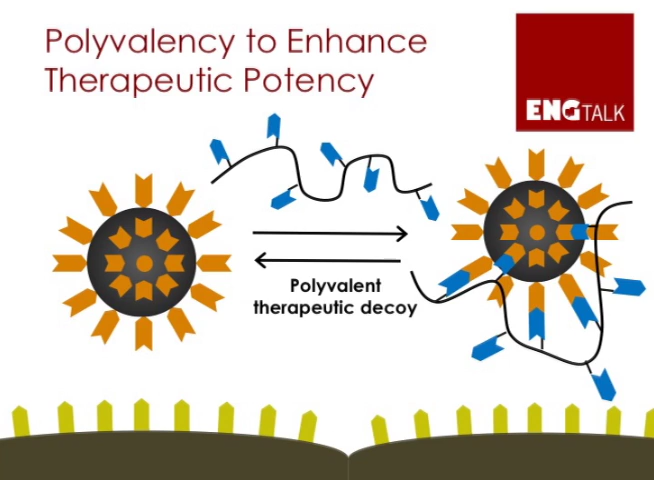 Polyvalency to Enhance
Therapeutic Potency
ENGTALK
Polyvalent
therapeutic decoy